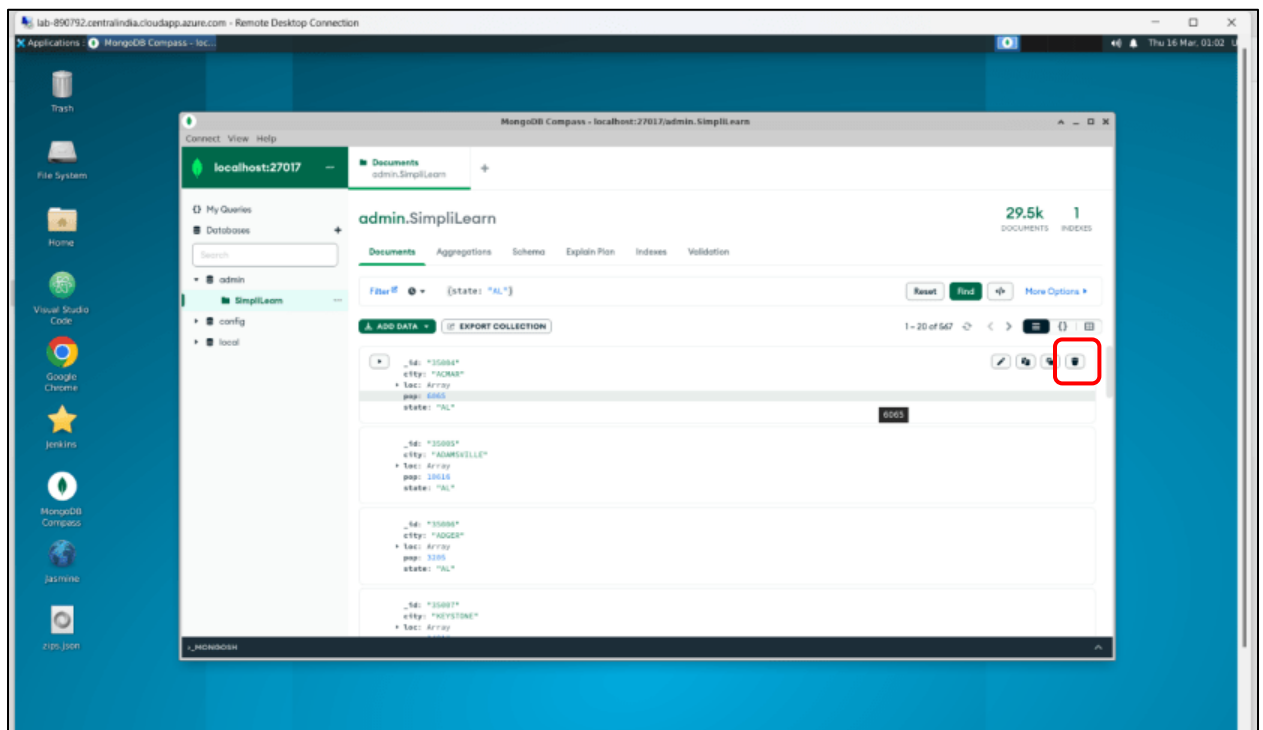 lab-890792.centralindia.cloudapp.azure.com - Remote Desktop Connection
Applications MongoDB Compass - loc... Thu 16 Mar, 01:02 U
Trash
File System
Home
Visual Studio
Code
Google
Chrome
Jenkins
MongoDB
Compass
Jasmine
zips.json
MongoDB Compass - localhost:27017/admin.SimpliLearn
Connect View Help
localhost:27017
Documents
admin.SimpliLearn
My Queries
Databases
Search
admin
SimpliLearn
config
local
admin.SimpliLearn
29.5k 1
DOCUMENTS INDEXES
Documents Aggregations Schema Explain Plan Indexes Validation
Filter {state: "AL"} Reset Find More Options
ADD DATA EXPORT COLLECTION 1 – 20 of 567
_id: "35004"
city: "ACMAR"
loc: Array
pop: 6065
state: "AL"
6065
_id: "35005"
city: "ADAMSVILLE"
loc: Array
pop: 10616
state: "AL"
_id: "35006"
city: "ADGER"
loc: Array
pop: 3205
state: "AL"
_id: "35007"
city: "KEYSTONE"
loc: Array
>_MONGOSH